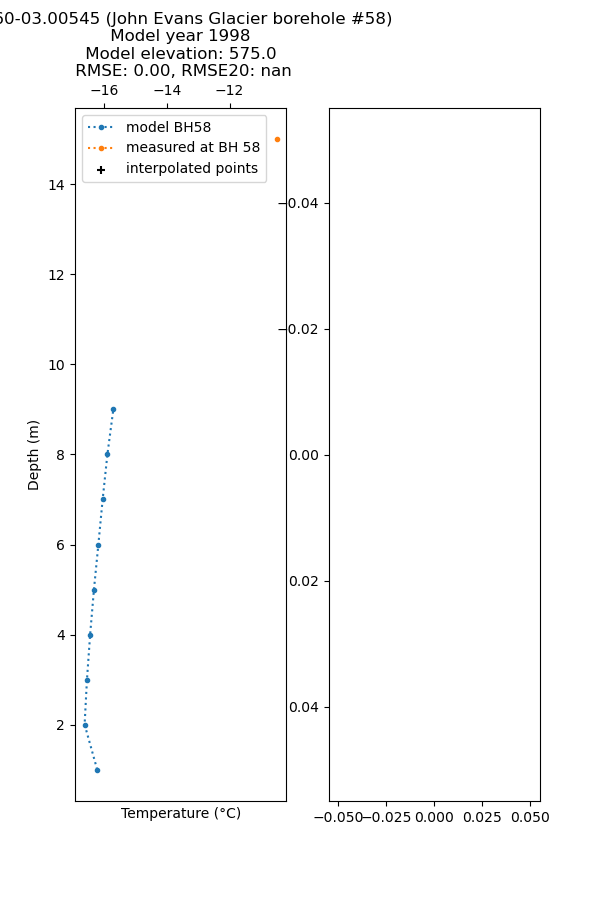 60-03.00545 (John Evans Glacier borehole #58)
Model year 1998
Model elevation: 575.0
RMSE: 0.00, RMSE20: nan
−16 −14 −12
model BH58
measured at BH 58
interpolated points
14
12
10
8
6
4
2
Depth (m)
Temperature (°C)
−0.04
−0.02
0.00
0.02
0.04
−0.050 −0.025 0.000 0.025 0.050